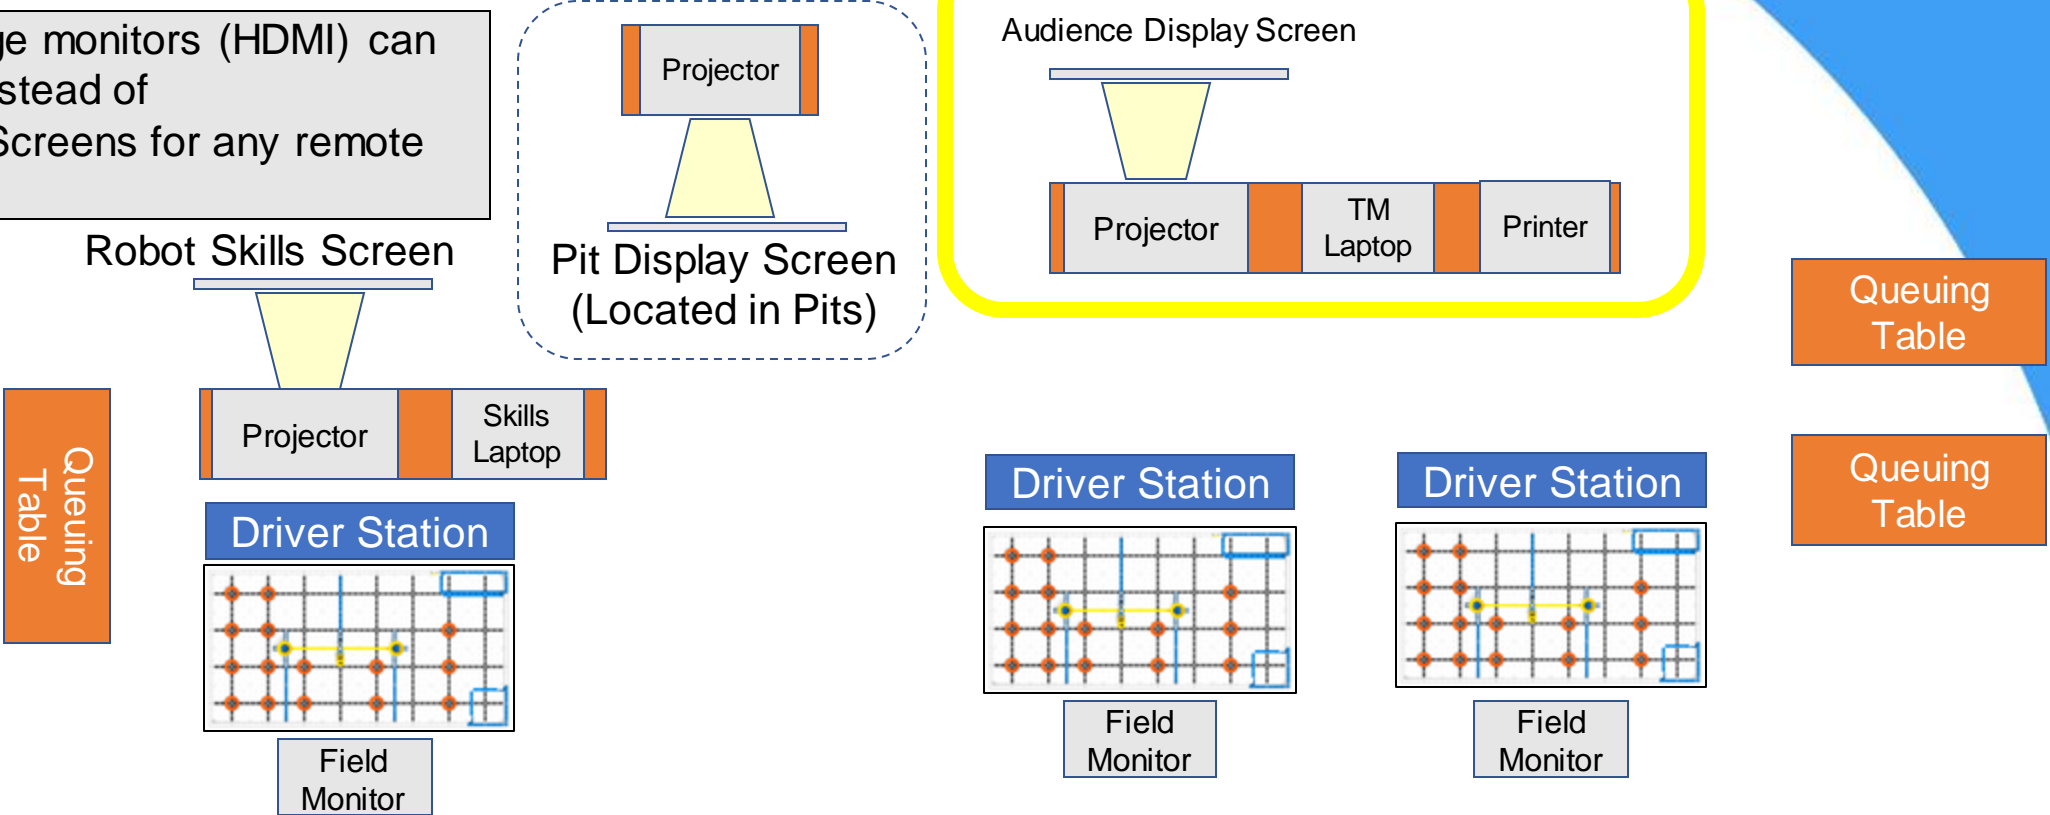 ge monitors (HDMI) can
stead of
Screens for any remote
Robot Skills Screen
Projector
Skills
Laptop
Queuing
Table
Driver Station
Field
Monitor
Projector
Pit Display Screen
(Located in Pits)
Audience Display Screen
Projector
TM
Laptop
Printer
Driver Station
Field
Monitor
Driver Station
Field
Monitor
Queuing
Table
Queuing
Table